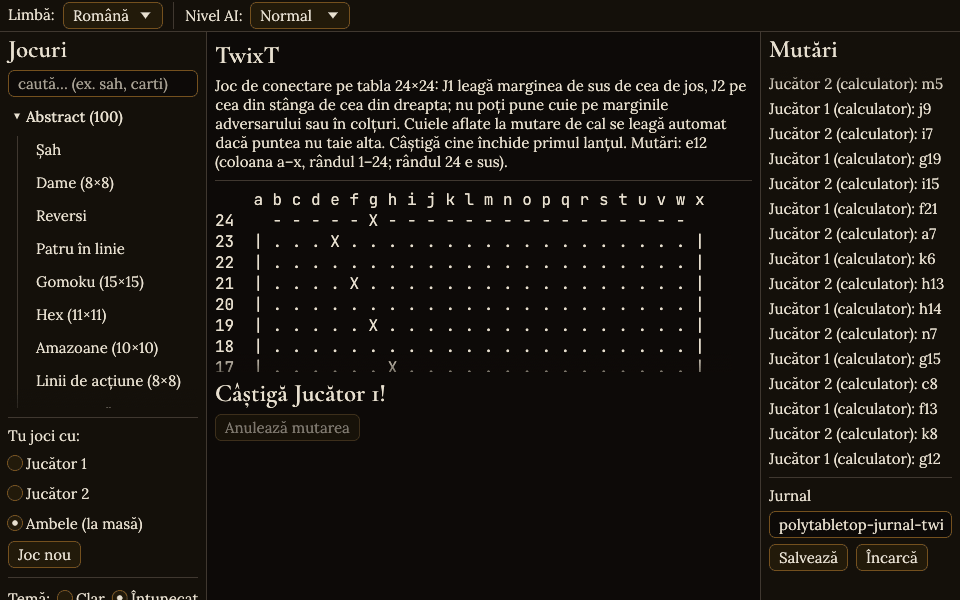 Limbă: Română Nivel AI: Normal
Jocuri
caută... (ex. sah, carti)
Abstract (100)
Șah
Dame (8×8)
Reversi
Patru în linie
Gomoku (15×15)
Hex (11×11)
Amazoane (10×10)
Linii de acțiune (8×8)
Tu joci cu:
Jucător 1
Jucător 2
Ambele (la masă)
Joc nou
Temă: Clar Întunecat
TwixT
Joc de conectare pe tabla 24×24: J1 leagă marginea de sus de cea de jos, J2 pe
cea din stânga de cea din dreapta; nu poți pune cuie pe marginile
adversarului sau în colțuri. Cuiele aflate la mutare de cal se leagă automat
dacă puntea nu taie alta. Câștigă cine închide primul lanțul. Mutări: e12
(coloana a–x, rândul 1–24; rândul 24 e sus).
a b c d e f g h i j k l m n o p q r s t u v w x
24 - - - - - X - - - - - - - - - - - - - - - -
23 | . . . X . . . . . . . . . . . . . . . . . . |
22 | . . . . . . . . . . . . . . . . . . . . . . |
21 | . . . . X . . . . . . . . . . . . . . . . . |
20 | . . . . . . . . . . . . . . . . . . . . . . |
19 | . . . . . X . . . . . . . . . . . . . . . . |
18 | . . . . . . . . . . . . . . . . . . . . . . |
17 | . . . . . . X . . . . . . . . . . . . . . . |
Câștigă Jucător 1!
Anulează mutarea
Mutări
Jucător 2 (calculator): m5
Jucător 1 (calculator): j9
Jucător 2 (calculator): i7
Jucător 1 (calculator): g19
Jucător 2 (calculator): i15
Jucător 1 (calculator): f21
Jucător 2 (calculator): a7
Jucător 1 (calculator): k6
Jucător 2 (calculator): h13
Jucător 1 (calculator): h14
Jucător 2 (calculator): n7
Jucător 1 (calculator): g15
Jucător 2 (calculator): c8
Jucător 1 (calculator): f13
Jucător 2 (calculator): k8
Jucător 1 (calculator): g12
Jurnal
polytabletop-jurnal-twi
Salvează Încarcă